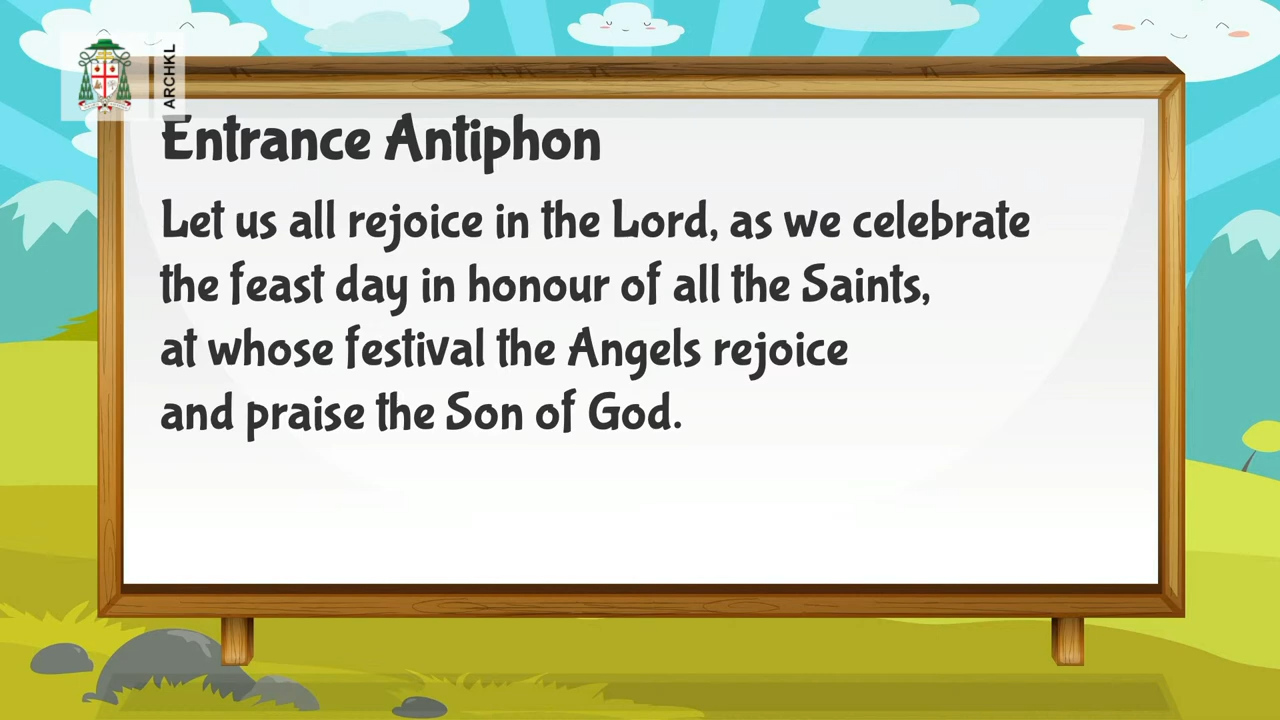 ARCHKL
Entrance Antiphon
Let us all rejoice in the Lord, as we celebrate
the feast day in honour of all the Saints,
at whose festival the Angels rejoice
and praise the Son of God.